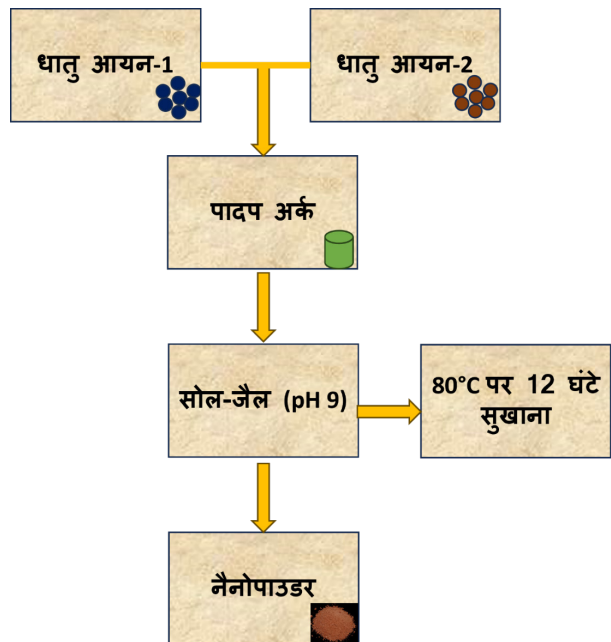 धातु आयन-1
धातु आयन-2
पादप अर्क
सोल-जैल (pH 9)
80°C पर 12 घंटे
सुखाना
नैनोपाउडर